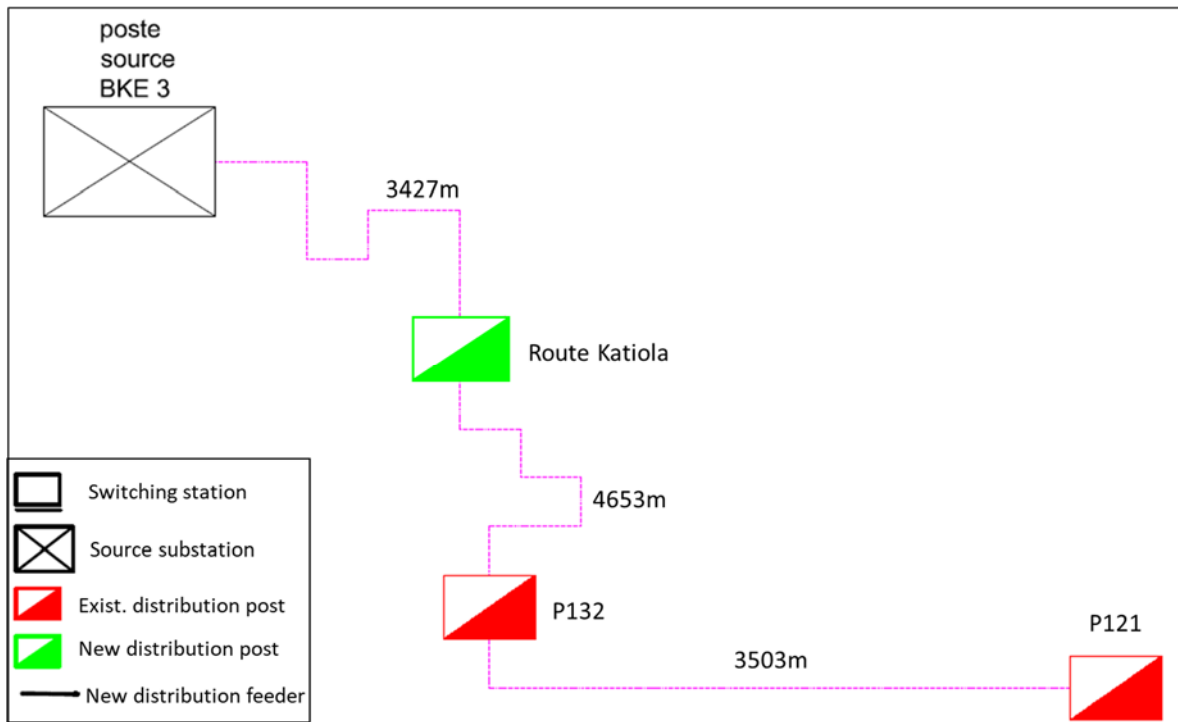 poste
source
BKE 3
3427m
Route Katiola
4653m
P132
3503m
P121
Switching station
Source substation
Exist. distribution post
New distribution post
New distribution feeder